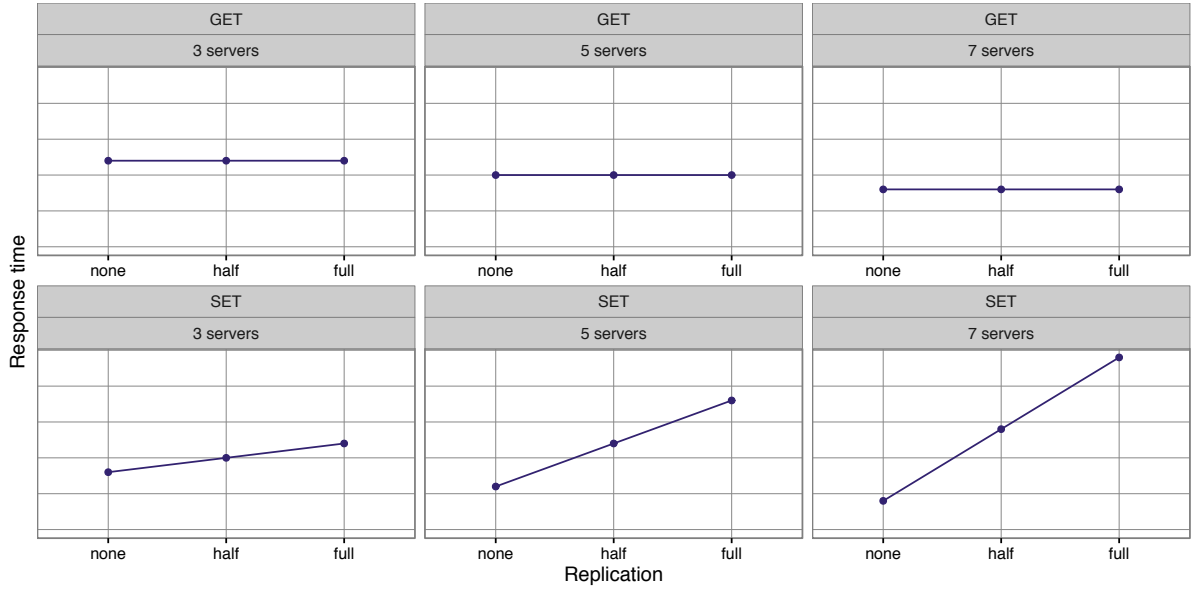 GET GET GET
3 servers 5 servers 7 servers
none half full none half full none half full
SET SET SET
3 servers 5 servers 7 servers
none half full none half full none half full
Replication
Response time